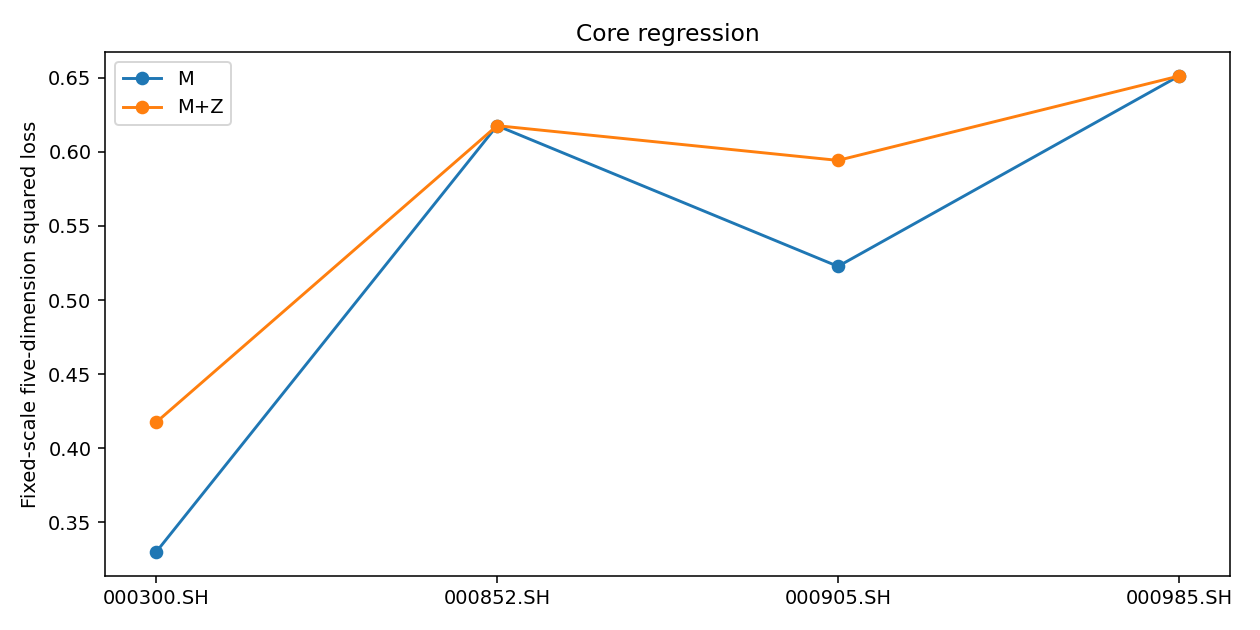 Core regression
M
M+Z
Fixed-scale five-dimension squared loss
0.65
0.60
0.55
0.50
0.45
0.40
0.35
000300.SH
000852.SH
000905.SH
000985.SH